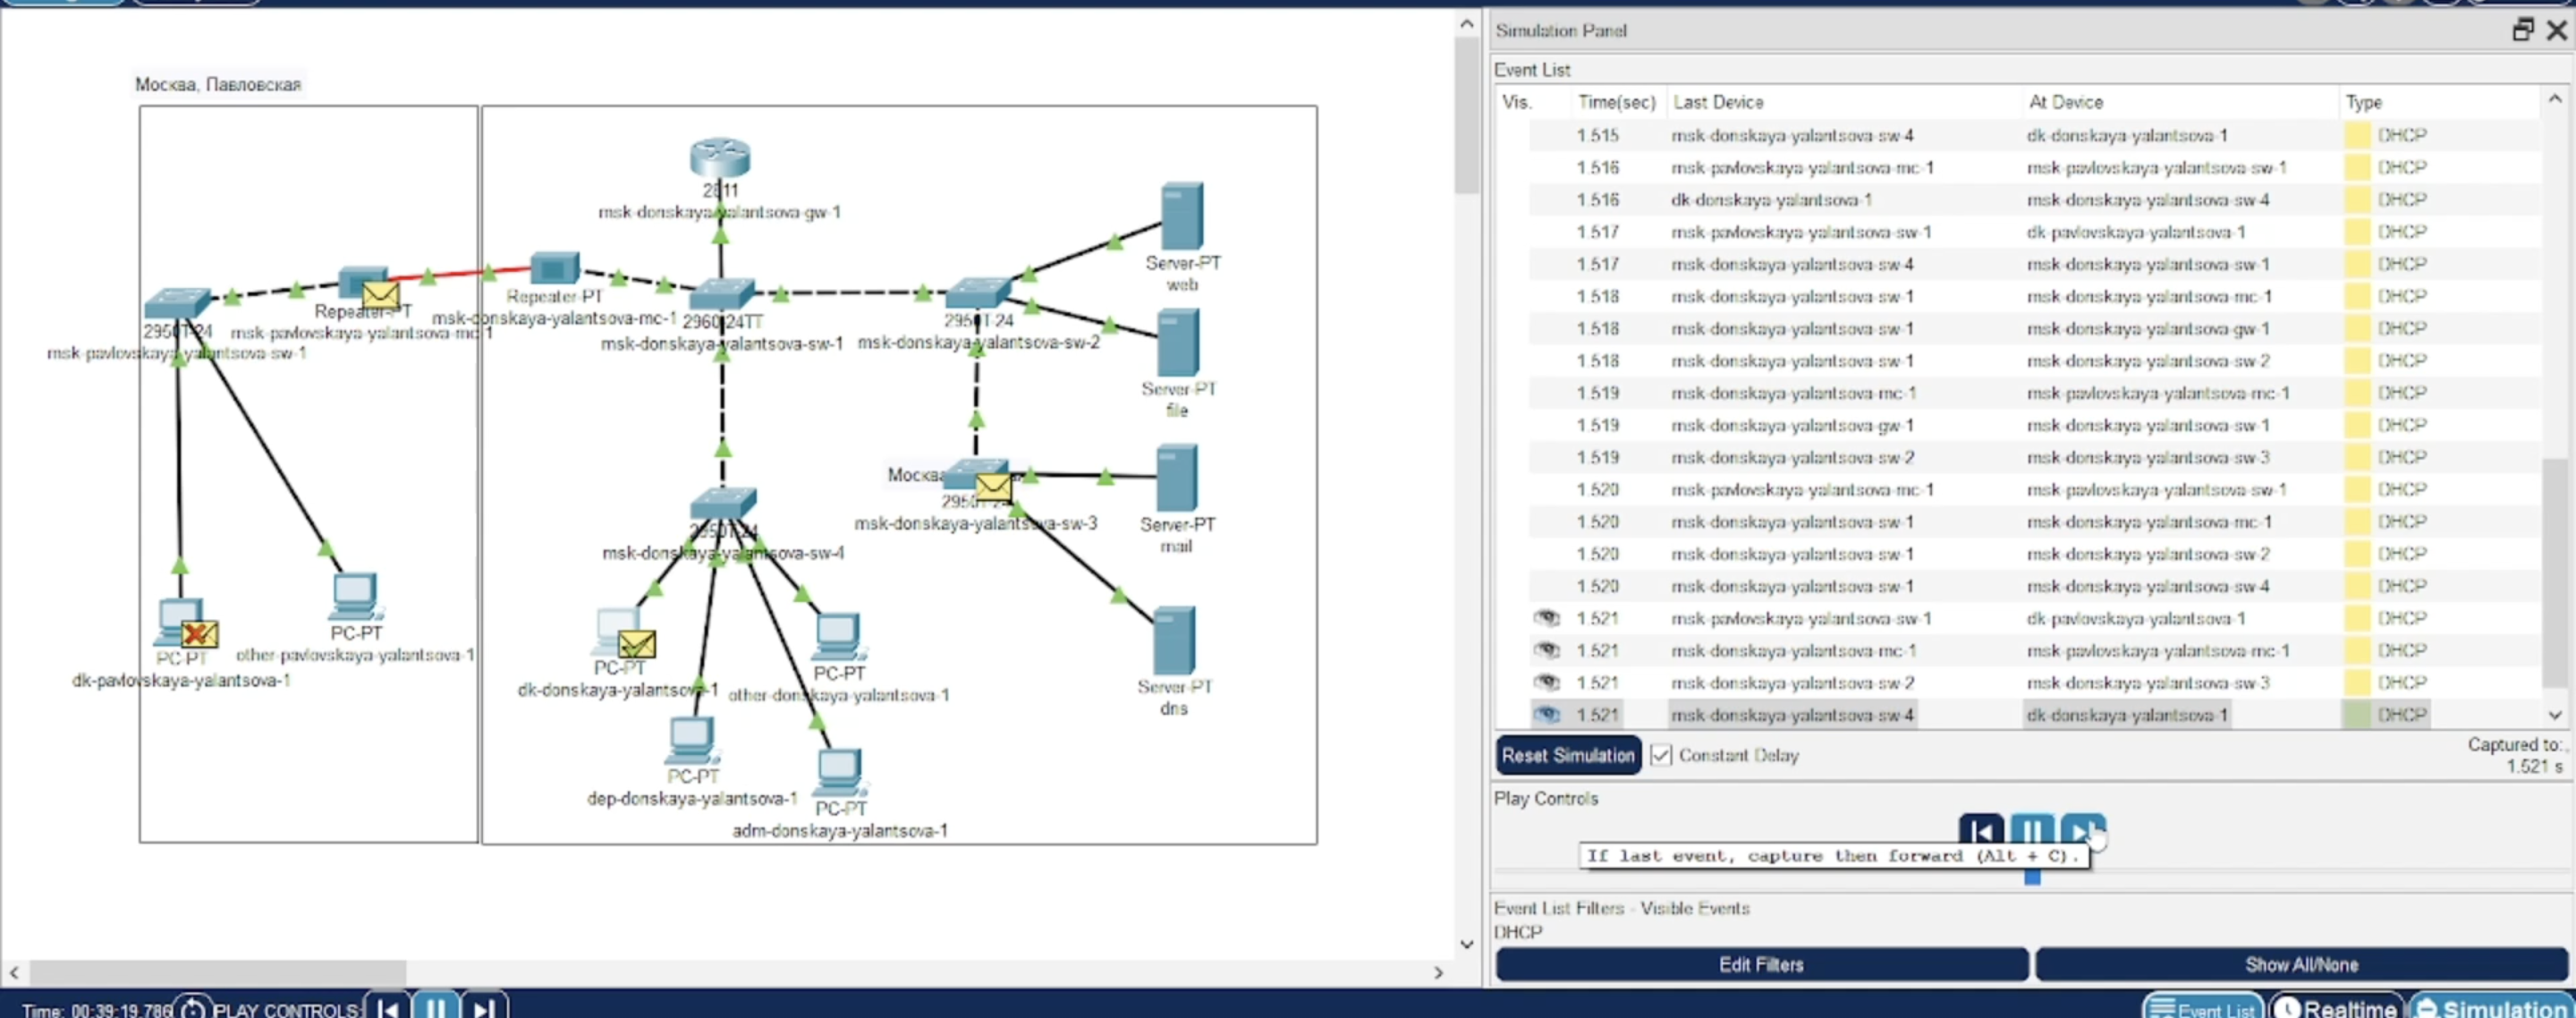 Москва, Павловская
2811
msk-donskaya-yalantsova-gw-1
Server-PT
web
Repeater-PT
msk-pavlovskaya-yalantsova-mc-1
Repeater-PT
msk-donskaya-yalantsova-mc-1
2960-24TT
msk-donskaya-yalantsova-sw-1
2950T-24
msk-donskaya-yalantsova-sw-2
2950T-24
msk-pavlovskaya-yalantsova-sw-1
Server-PT
file
Москва
2950T-24
msk-donskaya-yalantsova-sw-3
Server-PT
mail
2950T-24
msk-donskaya-yalantsova-sw-4
PC-PT
dk-pavlovskaya-yalantsova-1
PC-PT
other-pavlovskaya-yalantsova-1
PC-PT
dk-donskaya-yalantsova-1
PC-PT
other-donskaya-yalantsova-1
Server-PT
dns
PC-PT
dep-donskaya-yalantsova-1
PC-PT
adm-donskaya-yalantsova-1
Simulation Panel
Event List
Vis. Time(sec) Last Device At Device Type
1.515 msk-donskaya-yalantsova-sw-4 dk-donskaya-yalantsova-1 DHCP
1.516 msk-pavlovskaya-yalantsova-mc-1 msk-pavlovskaya-yalantsova-sw-1 DHCP
1.516 dk-donskaya-yalantsova-1 msk-donskaya-yalantsova-sw-4 DHCP
1.517 msk-pavlovskaya-yalantsova-sw-1 dk-pavlovskaya-yalantsova-1 DHCP
1.517 msk-donskaya-yalantsova-sw-4 msk-donskaya-yalantsova-sw-1 DHCP
1.518 msk-donskaya-yalantsova-sw-1 msk-donskaya-yalantsova-mc-1 DHCP
1.518 msk-donskaya-yalantsova-sw-1 msk-donskaya-yalantsova-gw-1 DHCP
1.518 msk-donskaya-yalantsova-sw-1 msk-donskaya-yalantsova-sw-2 DHCP
1.519 msk-donskaya-yalantsova-mc-1 msk-pavlovskaya-yalantsova-mc-1 DHCP
1.519 msk-donskaya-yalantsova-gw-1 msk-donskaya-yalantsova-sw-1 DHCP
1.519 msk-donskaya-yalantsova-sw-2 msk-donskaya-yalantsova-sw-3 DHCP
1.520 msk-pavlovskaya-yalantsova-mc-1 msk-pavlovskaya-yalantsova-sw-1 DHCP
1.520 msk-donskaya-yalantsova-sw-1 msk-donskaya-yalantsova-mc-1 DHCP
1.520 msk-donskaya-yalantsova-sw-1 msk-donskaya-yalantsova-sw-2 DHCP
1.520 msk-donskaya-yalantsova-sw-1 msk-donskaya-yalantsova-sw-4 DHCP
1.521 msk-pavlovskaya-yalantsova-sw-1 dk-pavlovskaya-yalantsova-1 DHCP
1.521 msk-donskaya-yalantsova-mc-1 msk-pavlovskaya-yalantsova-mc-1 DHCP
1.521 msk-donskaya-yalantsova-sw-2 msk-donskaya-yalantsova-sw-3 DHCP
1.521 msk-donskaya-yalantsova-sw-4 dk-donskaya-yalantsova-1 DHCP
Reset Simulation Constant Delay
Captured to:
1.521 s
Play Controls
If last event, capture then forward (Alt + C).
Event List Filters - Visible Events
DHCP
Edit Filters Show All/None
Time: 00:39:19.786 PLAY CONTROLS:
Event List Realtime Simulation